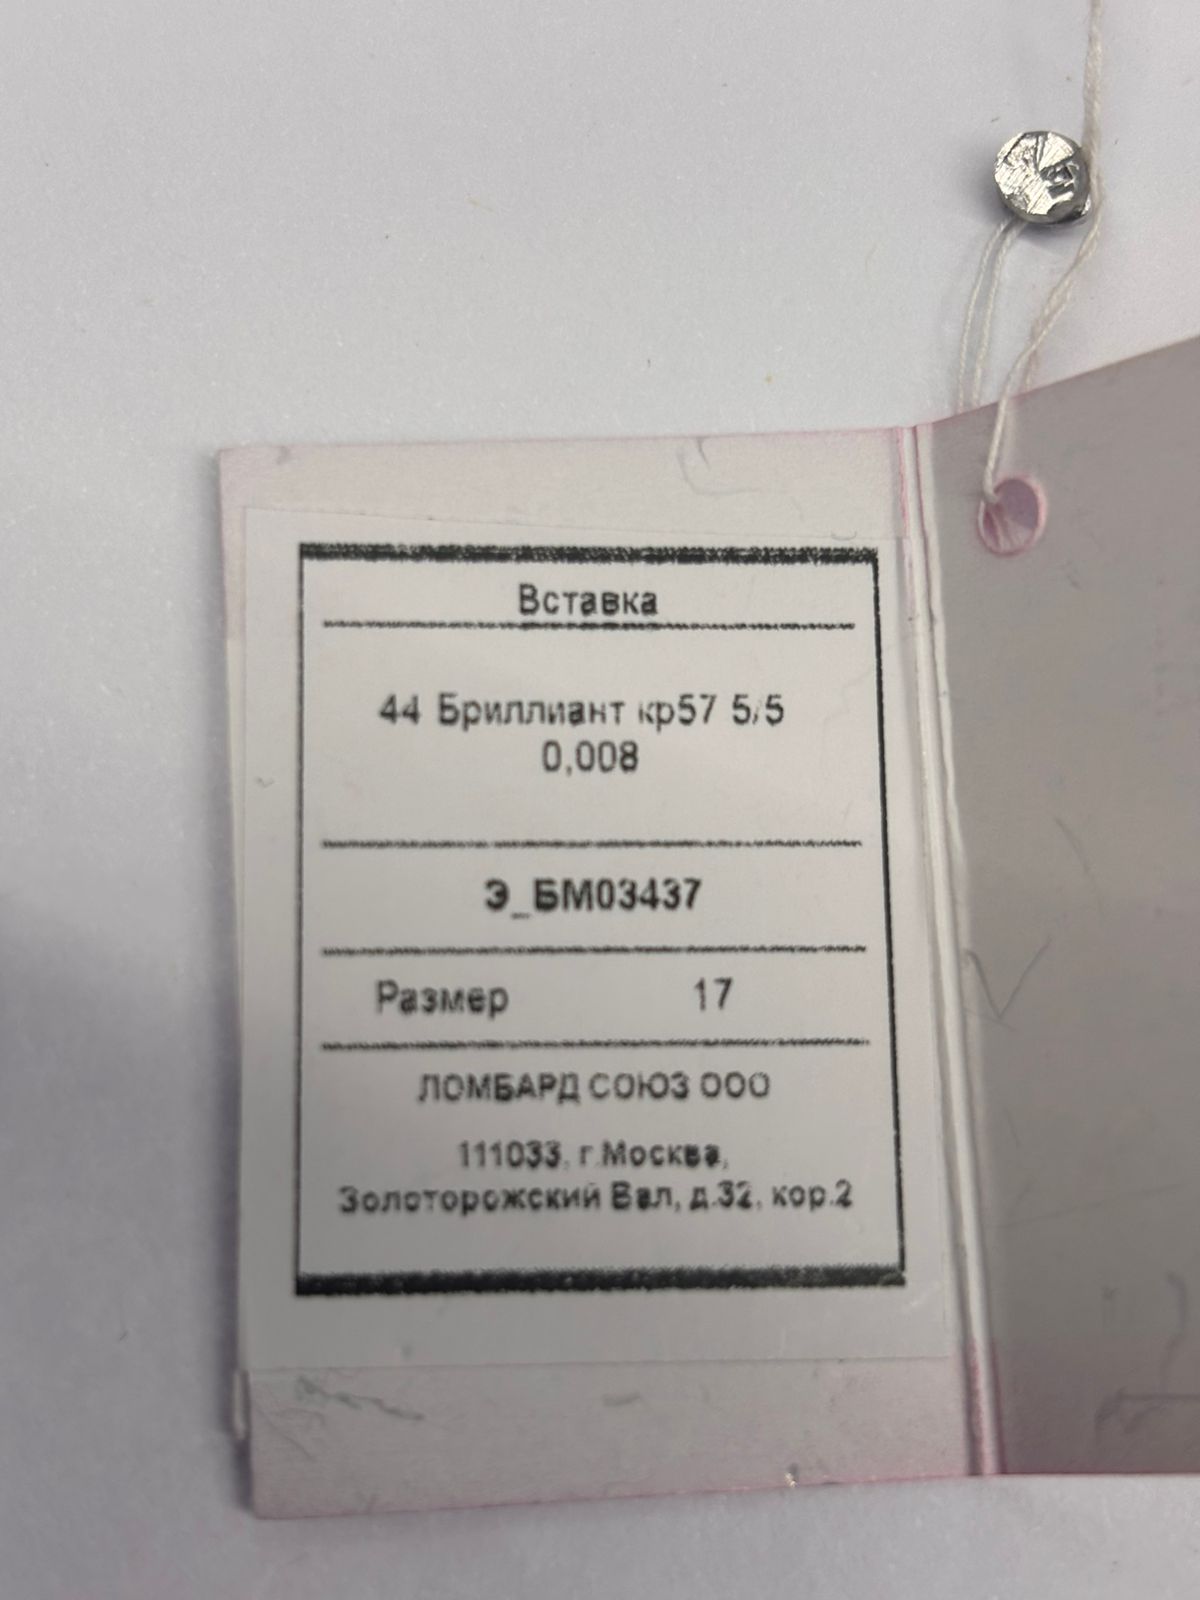 Вставка
44 Бриллиант кр57 5/5
0,008
Э_БМ03437
Размер 17
ЛОМБАРД СОЮЗ ООО
111033, г.Москва,
Золоторожский Вал, д.32, кор.2